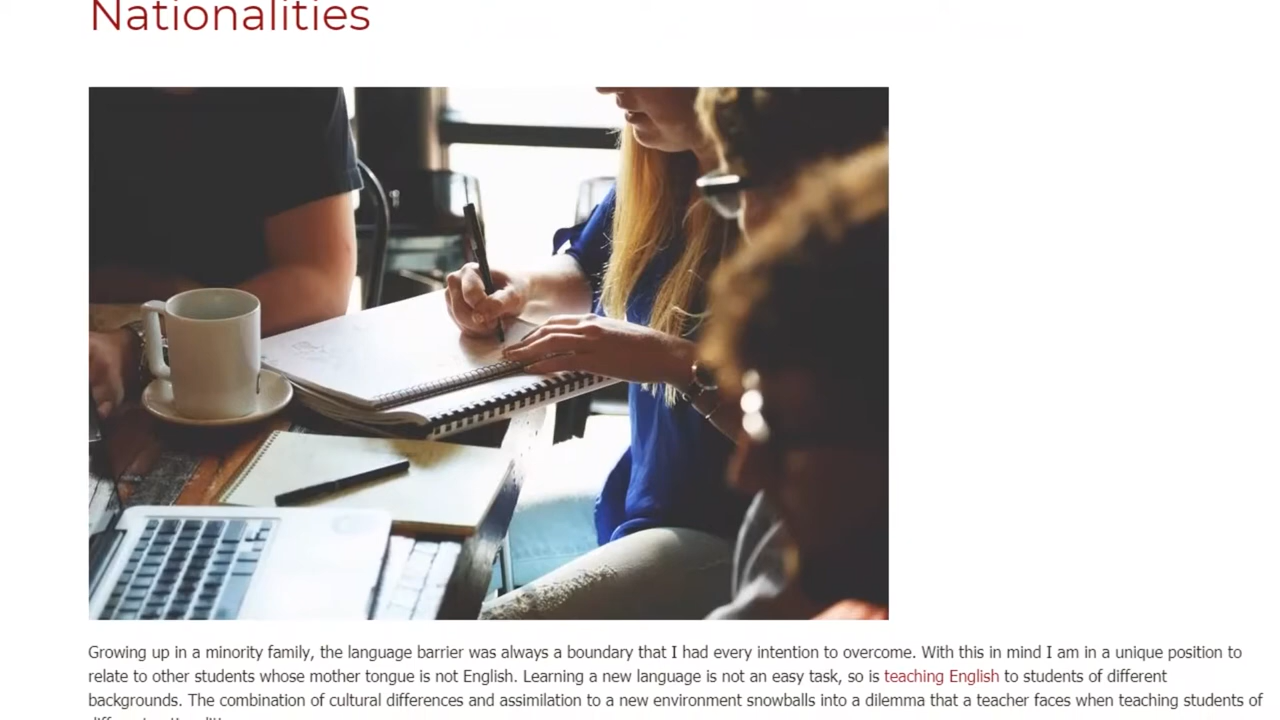 Nationalities
Growing up in a minority family, the language barrier was always a boundary that I had every intention to overcome. With this in mind I am in a unique position to
relate to other students whose mother tongue is not English. Learning a new language is not an easy task, so is teaching English to students of different
backgrounds. The combination of cultural differences and assimilation to a new environment snowballs into a dilemma that a teacher faces when teaching students of